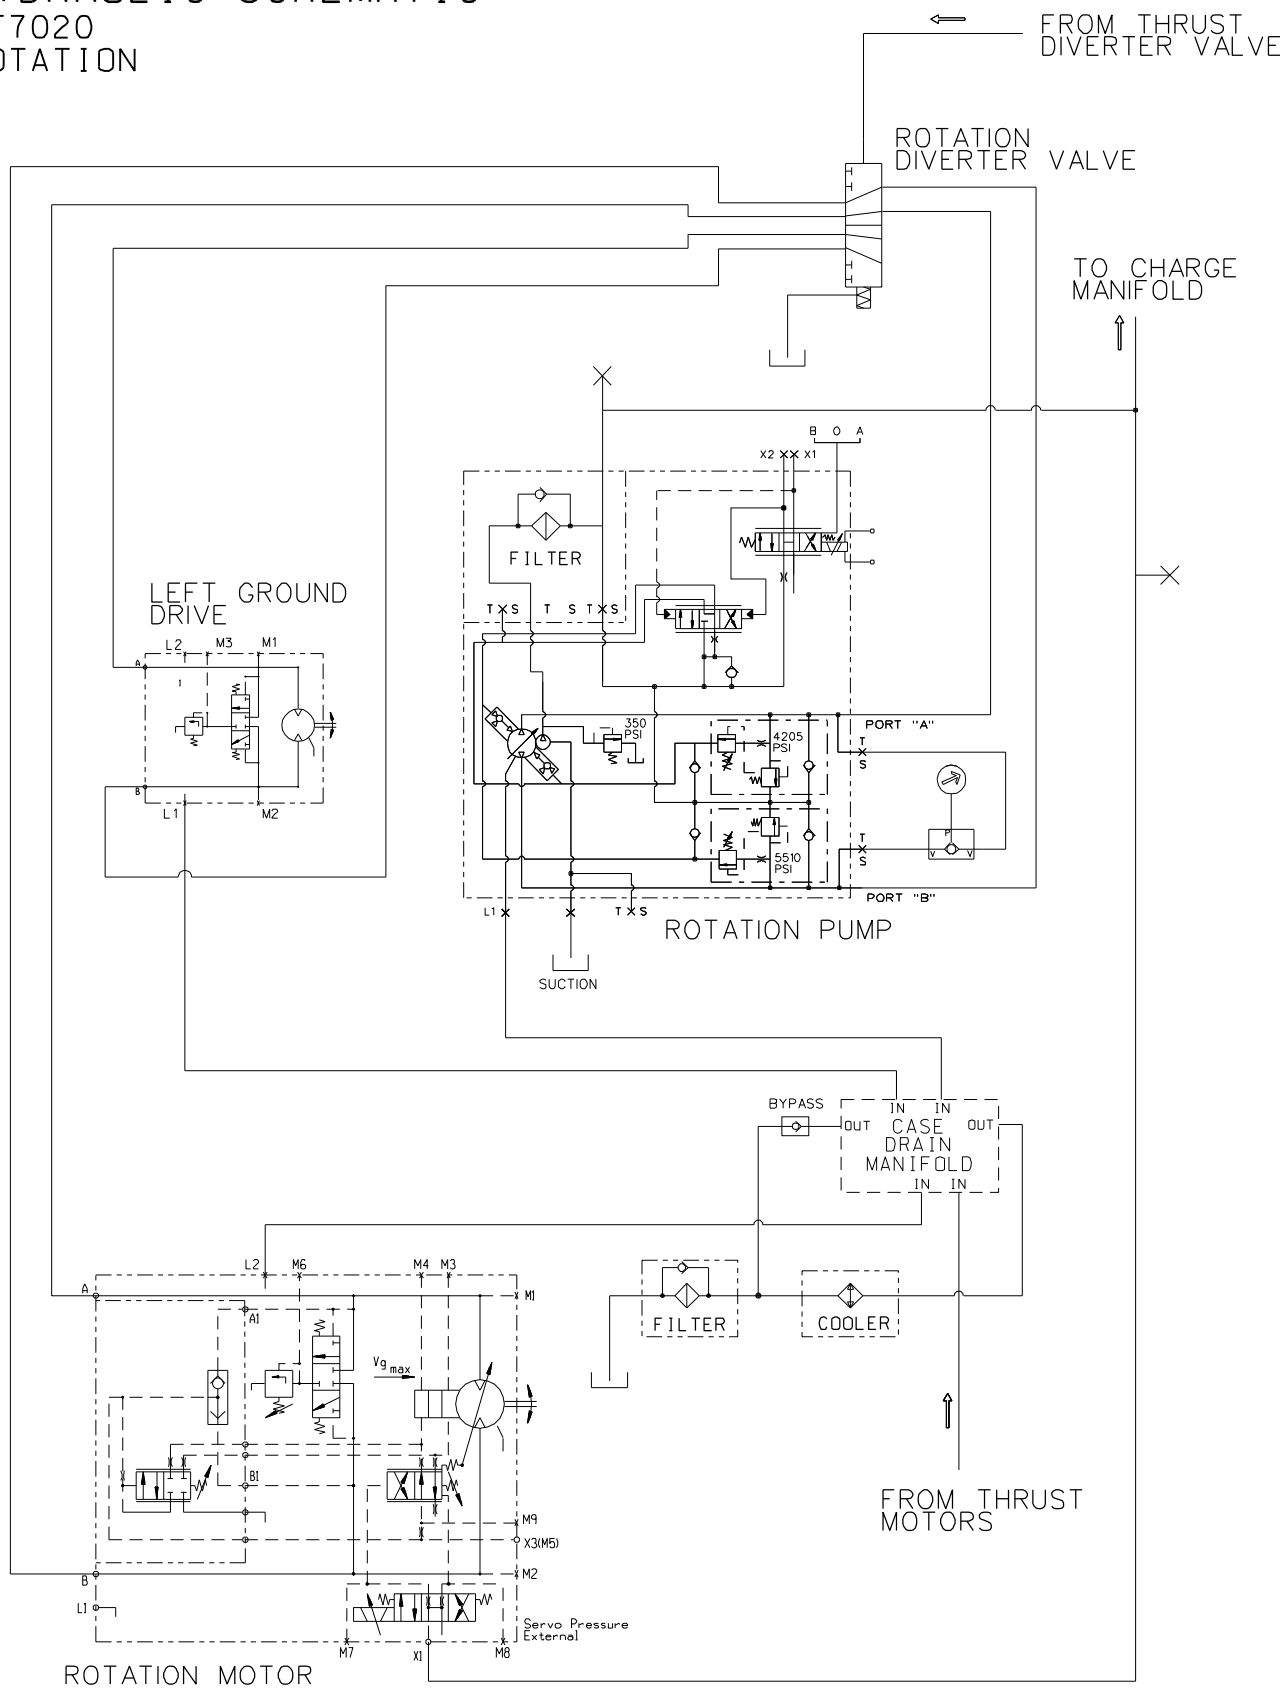 7020
FROM THRUST
DIVERTER VALVE
ROTATION
DIVERTER VALVE
TO CHARGE
MANIFOLD
B O A
X2 X1
FILTER
T S T S T S
LEFT GROUND
DRIVE
L2 M3 M1
A
1
B
L1 M2
350
PSI
4205
PSI
PORT "A"
T
S
P
V V
T
S
5510
PSI
PORT "B"
L1 T S
ROTATION PUMP
SUCTION
BYPASS
IN IN
OUT CASE OUT
DRAIN
MANIFOLD
IN IN
L2 M6 M4 M3
A M1
A1
FILTER
COOLER
Vg max
B1
FROM THRUST
MOTORS
M9
X3(M5)
B M2
L1
Servo Pressure
External
M7 X1 M8
ROTATION MOTOR